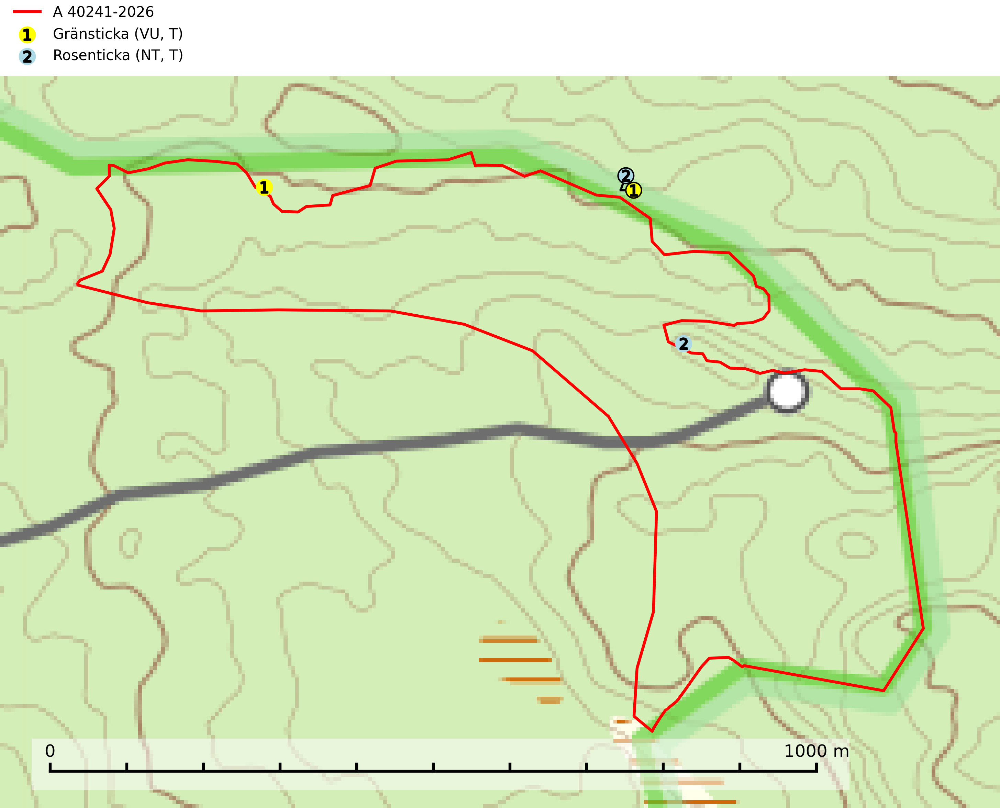 A 40241-2026
1 Gränsticka (VU, T)
2 Rosenticka (NT, T)
2
1
1
2
0 1000 m